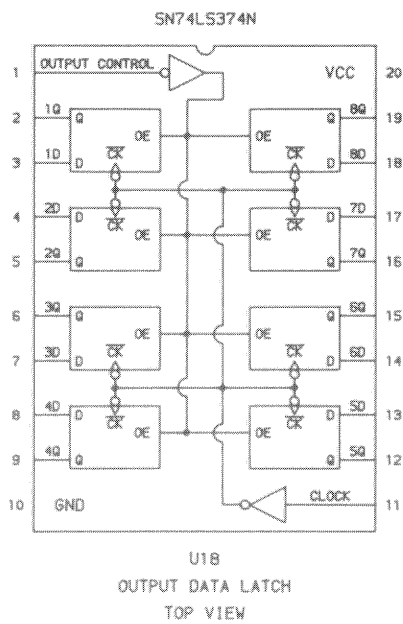 SN74LS374N
1 OUTPUT CONTROL VCC 20
2 1Q Q OE OE Q 8Q 19
3 1D D CK CK D 8D 18
4 2D D CK CK D 7D 17
5 2Q Q OE OE Q 7Q 16
6 3Q Q OE OE Q 6Q 15
7 3D D CK CK D 6D 14
8 4D D CK CK D 5D 13
9 4Q Q OE OE Q 5Q 12
10 GND CLOCK 11
U18
OUTPUT DATA LATCH
TOP VIEW